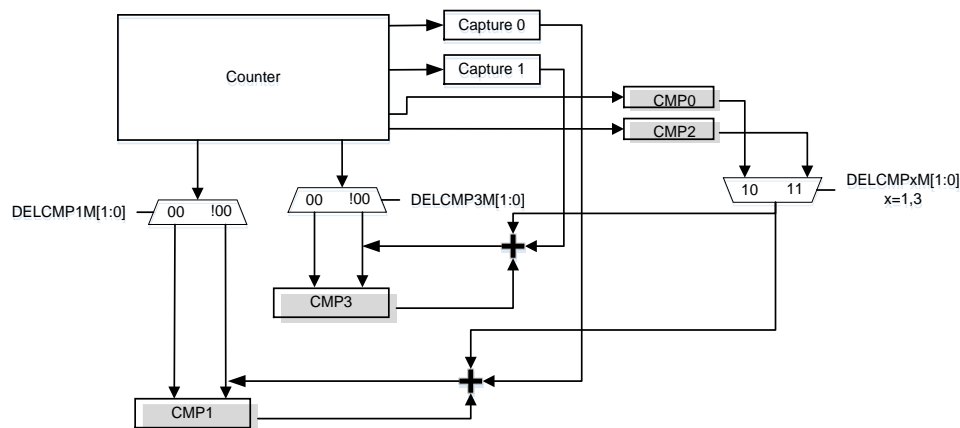 Capture 0
Capture 1
Counter
CMP0
CMP2
10 11
DELCMPxM[1:0]
x=1,3
DELCMP1M[1:0]
00 !00
00 !00
DELCMP3M[1:0]
CMP3
CMP1